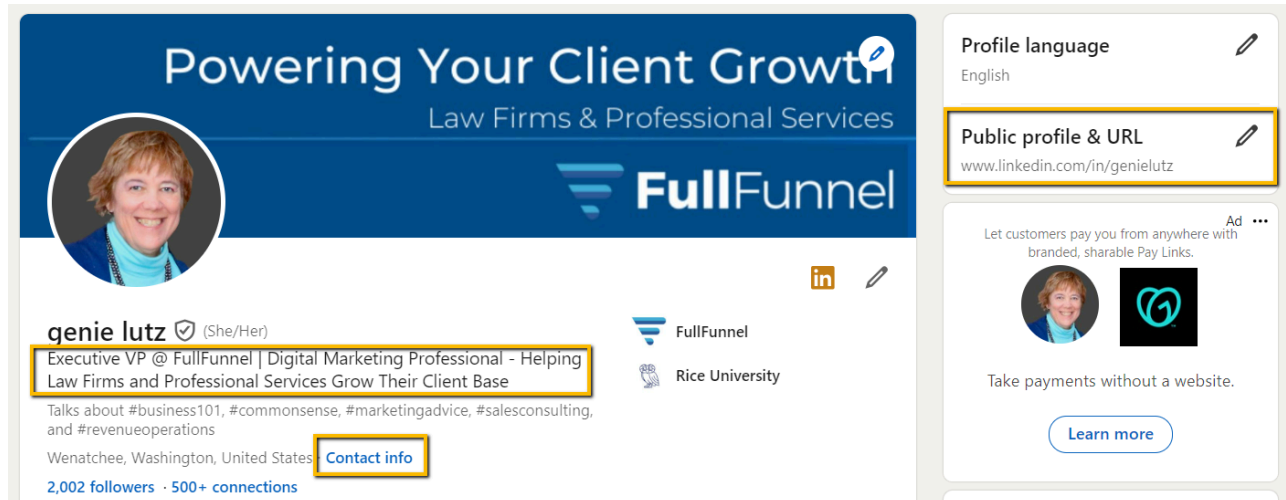 Powering Your Client Growth
Law Firms & Professional Services
FullFunnel
genie lutz (She/Her)
Executive VP @ FullFunnel | Digital Marketing Professional - Helping
Law Firms and Professional Services Grow Their Client Base
Talks about #business101, #commonsense, #marketingadvice, #salesconsulting,
and #revenueoperations
Wenatchee, Washington, United States · Contact info
2,002 followers · 500+ connections
in
FullFunnel
Rice University
Profile language
English
Public profile & URL
www.linkedin.com/in/genielutz
Ad
Let customers pay you from anywhere with
branded, sharable Pay Links.
Take payments without a website.
Learn more